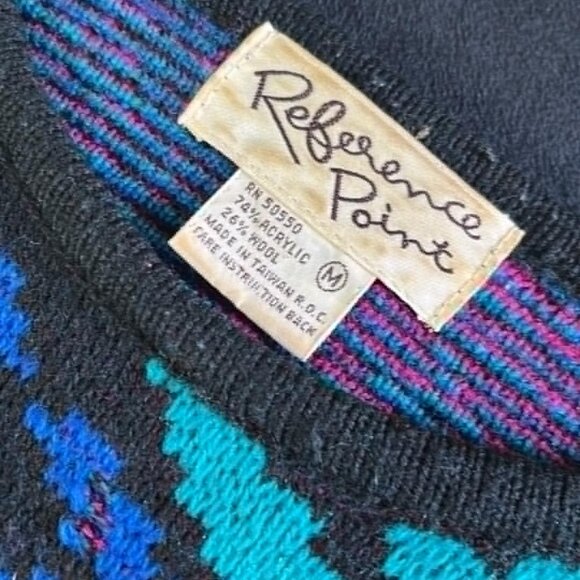 Reference
Point
RN 50550
74% ACRYLIC
26% WOOL
MADE IN TAIWAN R.O.C.
CARE INSTRUCTION BACK
M